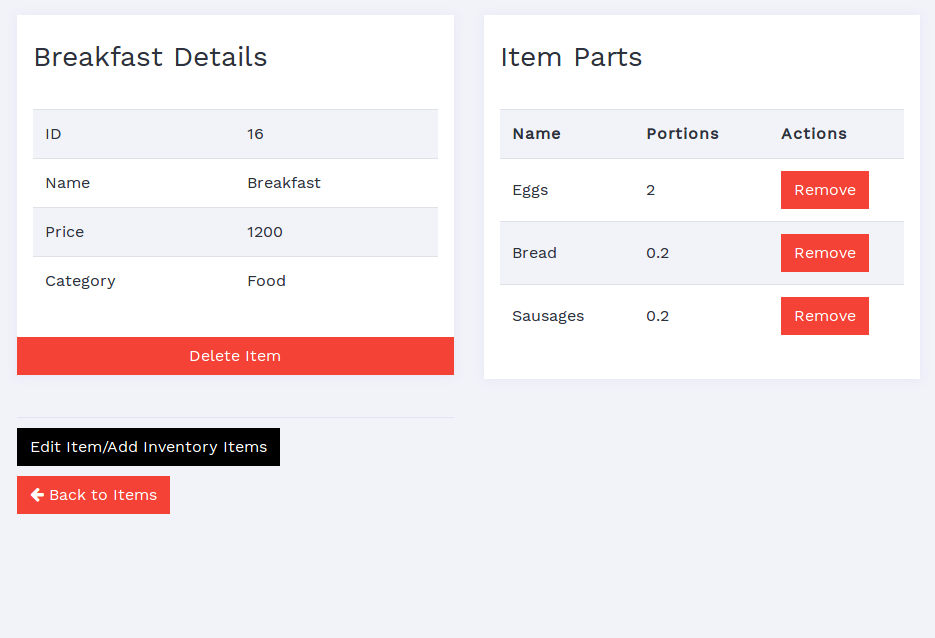 Breakfast Details
ID 16
Name Breakfast
Price 1200
Category Food
Delete Item
Edit Item/Add Inventory Items
Back to Items
Item Parts
Name Portions Actions
Eggs 2 Remove
Bread 0.2 Remove
Sausages 0.2 Remove